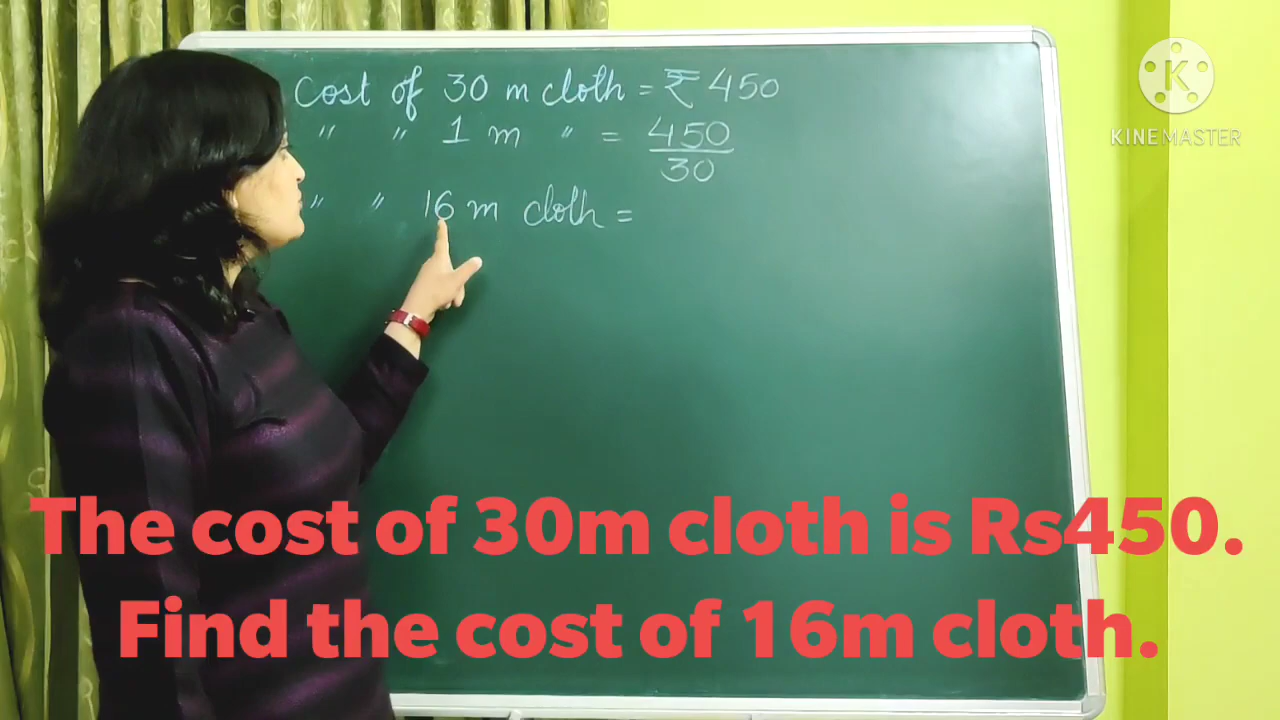 Cost of 30 m cloth = ₹ 450
" " 1 m " = 450/30
" " 16 m cloth =
K
KINEMASTER
The cost of 30m cloth is Rs450.
Find the cost of 16m cloth.